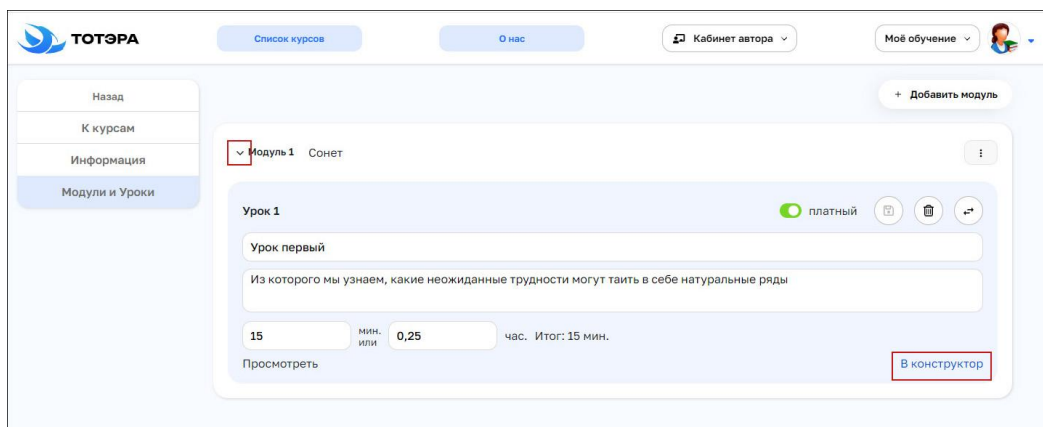 ТОТЭРА
Список курсов
О нас
Кабинет автора
Моё обучение
Назад
К курсам
Информация
Модули и Уроки
+ Добавить модуль
Модуль 1 Сонет
Урок 1
платный
Урок первый
Из которого мы узнаем, какие неожиданные трудности могут таить в себе натуральные ряды
15 мин. или 0,25 час. Итог: 15 мин.
Просмотреть
В конструктор